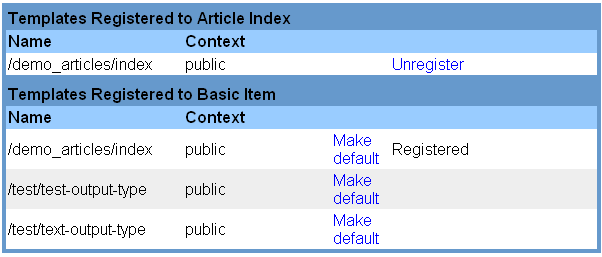 Templates Registered to Article Index
Name Context
/demo_articles/index public Unregister
Templates Registered to Basic Item
Name Context
/demo_articles/index public Make default Registered
/test/test-output-type public Make default
/test/text-output-type public Make default